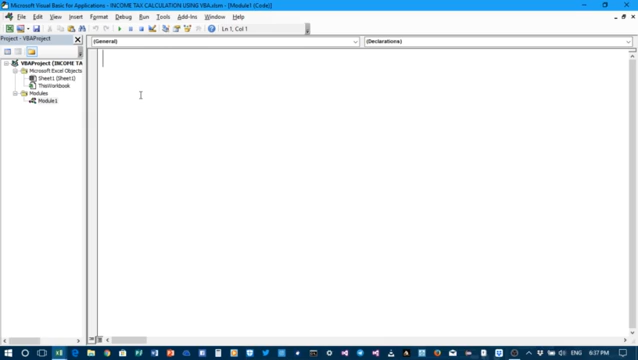 Microsoft Visual Basic for Applications - INCOME TAX CALCULATION USING VBA.xlsm - [Module1 (Code)]
File Edit View Insert Format Debug Run Tools Add-Ins Window Help
Ln 1, Col 1
Project - VBAProject
(General)
(Declarations)
VBAProject (INCOME TA
Microsoft Excel Objects
Sheet1 (Sheet1)
ThisWorkbook
Modules
Module1
6:37 PM